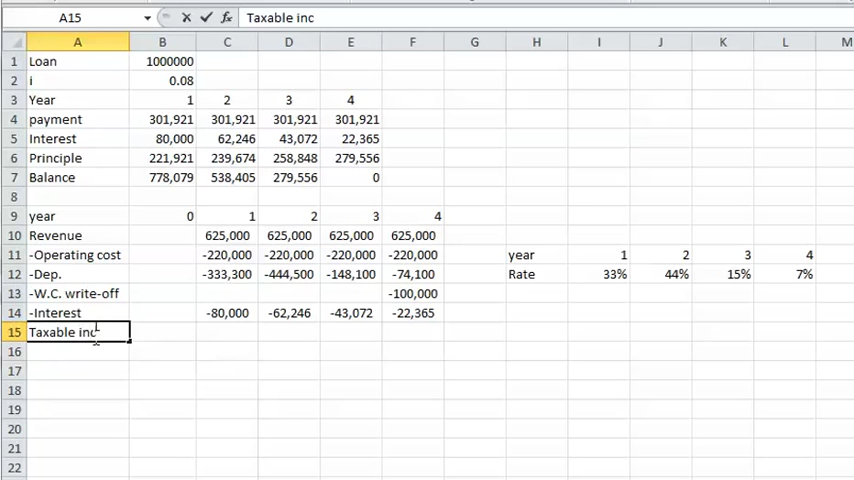 A15 Taxable inc
A B C D E F G H I J K L M
1 Loan 1000000
2 i 0.08
3 Year 1 2 3 4
4 payment 301,921 301,921 301,921 301,921
5 Interest 80,000 62,246 43,072 22,365
6 Principle 221,921 239,674 258,848 279,556
7 Balance 778,079 538,405 279,556 0
8
9 year 0 1 2 3 4
10 Revenue 625,000 625,000 625,000 625,000
11 -Operating cost -220,000 -220,000 -220,000 -220,000 year 1 2 3 4
12 -Dep. -333,300 -444,500 -148,100 -74,100 Rate 33% 44% 15% 7%
13 -W.C. write-off -100,000
14 -Interest -80,000 -62,246 -43,072 -22,365
15 Taxable inc
16
17
18
19
20
21
22